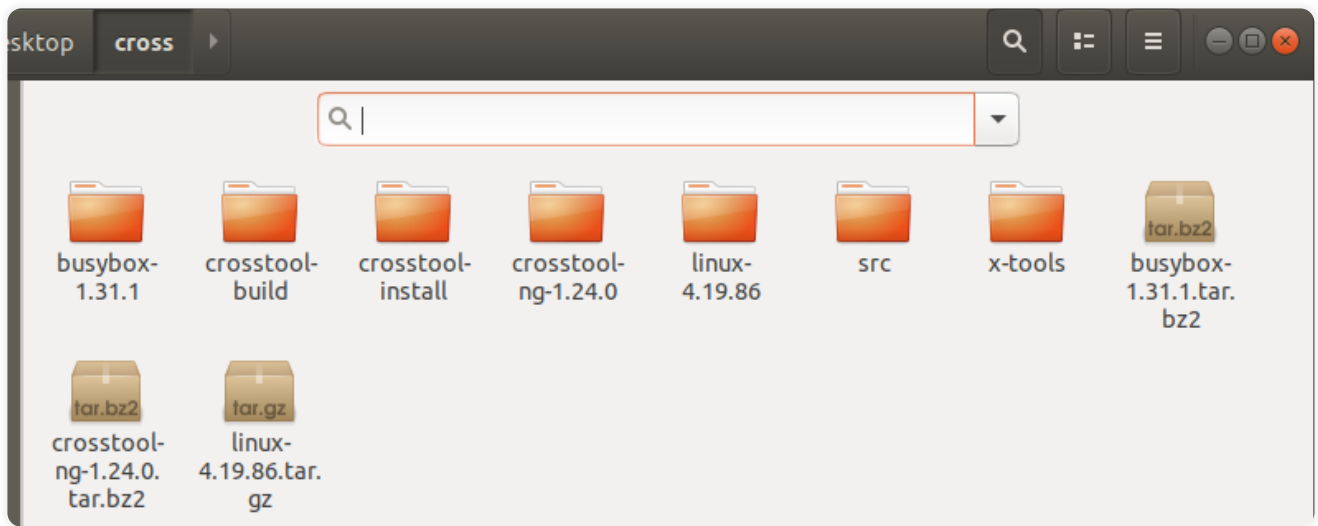 esktop cross
busybox-
1.31.1
crosstool-
build
crosstool-
install
crosstool-
ng-1.24.0
linux-
4.19.86
src
x-tools
tar.bz2
busybox-
1.31.1.tar.
bz2
tar.bz2
crosstool-
ng-1.24.0.
tar.bz2
tar.gz
linux-
4.19.86.tar.
gz